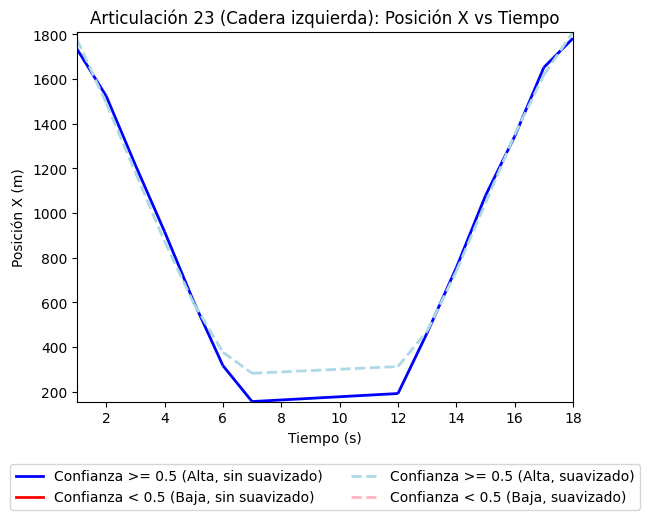 Articulación 23 (Cadera izquierda): Posición X vs Tiempo
1800
1600
1400
1200
1000
800
600
400
200
Posición X (m)
2 4 6 8 10 12 14 16 18
Tiempo (s)
Confianza >= 0.5 (Alta, sin suavizado)
Confianza < 0.5 (Baja, sin suavizado)
Confianza >= 0.5 (Alta, suavizado)
Confianza < 0.5 (Baja, suavizado)